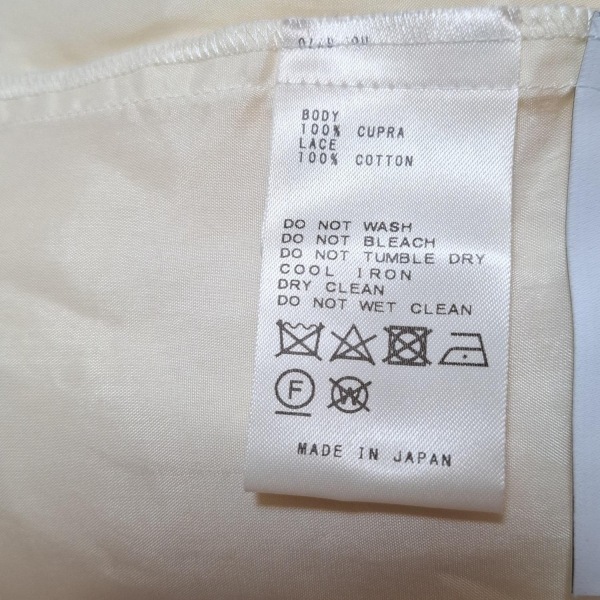 BODY
100% CUPRA
LACE
100% COTTON
DO NOT WASH
DO NOT BLEACH
DO NOT TUMBLE DRY
COOL IRON
DRY CLEAN
DO NOT WET CLEAN
F W
MADE IN JAPAN